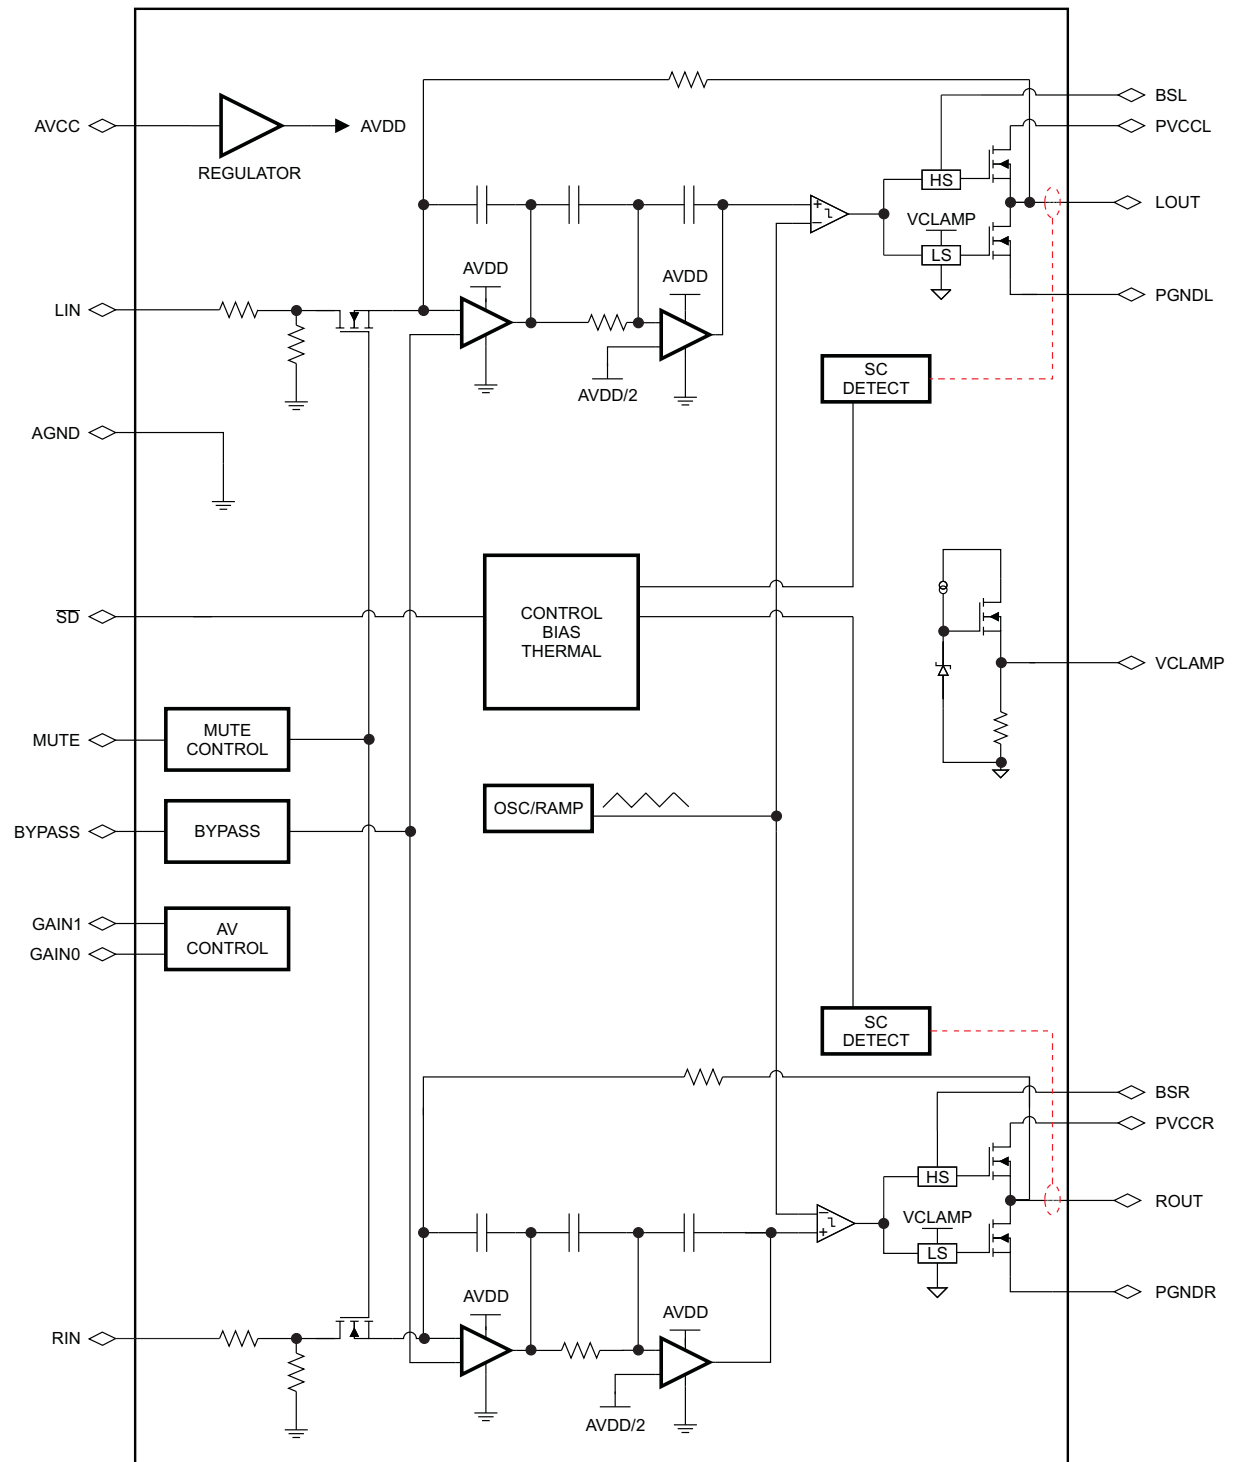 BSL
AVCC
AVDD
PVCCL
REGULATOR
HS
VCLAMP
LOUT
LS
AVDD
AVDD
LIN
PGNDL
AVDD/2
SC
DETECT
AGND
SD
CONTROL
BIAS
THERMAL
VCLAMP
MUTE
MUTE
CONTROL
OSC/RAMP
BYPASS
BYPASS
GAIN1
GAIN0
AV
CONTROL
SC
DETECT
BSR
PVCCR
HS
VCLAMP
ROUT
LS
AVDD
AVDD
PGNDR
RIN
AVDD/2
+
−
−
+